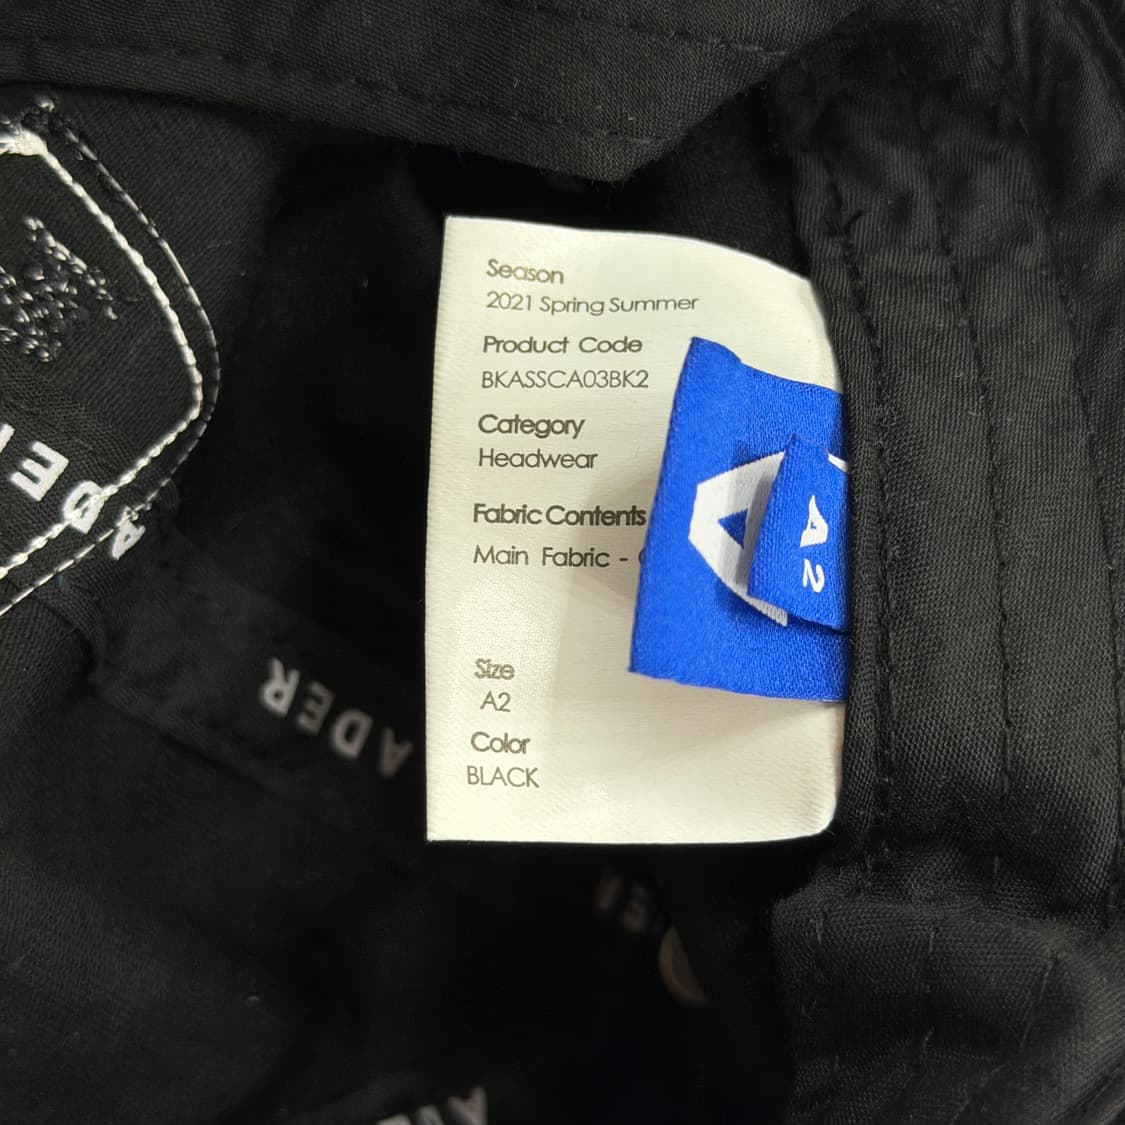 Season
2021 Spring Summer
Product Code
BKASSCA03BK2
Category
Headwear
Fabric Contents
Main Fabric -
Size
A2
Color
BLACK
A2
ADER
ADE